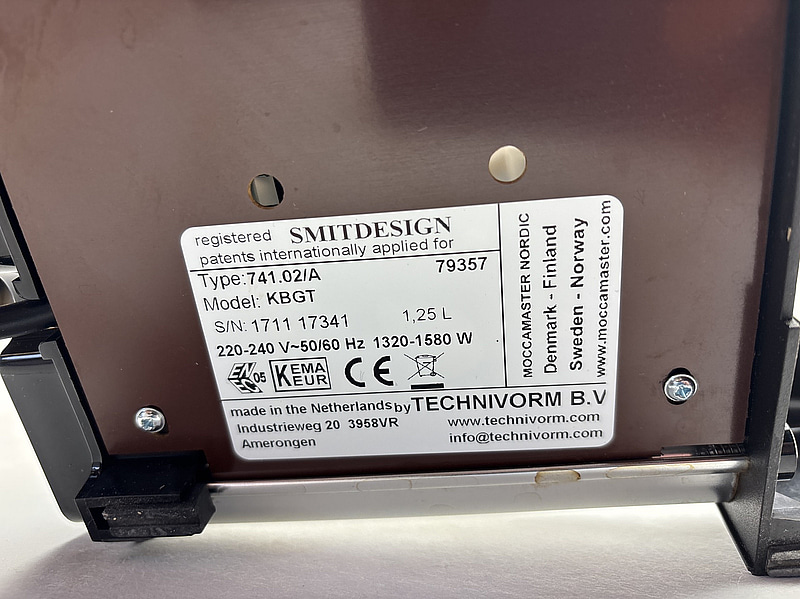 registered SMITDESIGN
patents internationally applied for
Type:741.02/A 79357
Model: KBGT
S/N: 1711 17341 1,25 L
220-240 V~50/60 Hz 1320-1580 W
EN EC 05 KEMA EUR CE
made in the Netherlands by TECHNIVORM B.V
Industrieweg 20 3958VR www.technivorm.com
Amerongen info@technivorm.com
MOCCAMASTER NORDIC
Denmark - Finland
Sweden - Norway
www.moccamaster.com